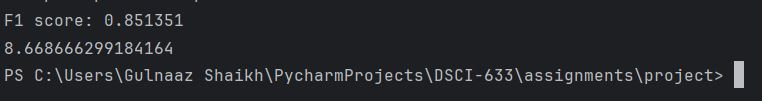 F1 score: 0.851351
8.668666299184164
PS C:\Users\Gulnaaz Shaikh\PycharmProjects\DSCI-633\assignments\project>